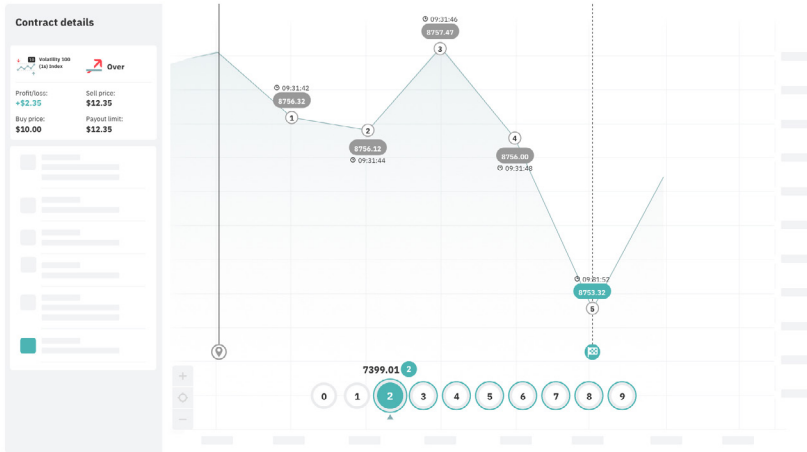 Contract details
Volatility 100
(1s) Index
Over
Profit/loss:
+$2.35
Sell price:
$12.35
Buy price:
$10.00
Payout limit:
$12.35
09:31:42
8756.32
1
2
8756.12
09:31:44
09:31:46
8757.47
3
4
8756.00
09:31:48
09:31:52
8753.32
5
7399.01 2
0 1 2 3 4 5 6 7 8 9